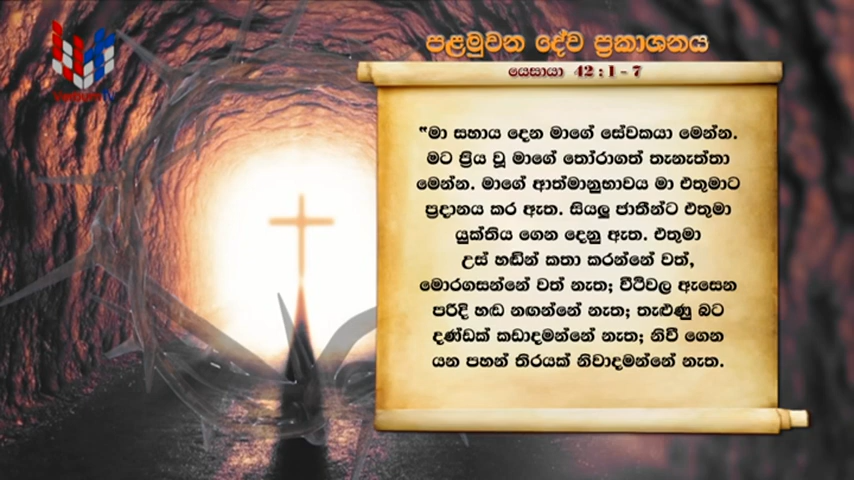 පළමුවන දේව ප්‍රකාශනය
යෙසායා 42 : 1 - 7
“මා සහාය දෙන මාගේ සේවකයා මෙන්න.
මට ප්‍රිය වූ මාගේ තෝරාගත් තැනැත්තා
මෙන්න. මාගේ ආත්මානුභාවය මා එතුමාට
ප්‍රදානය කර ඇත. සියලු ජාතීන්ට එතුමා
යුක්තිය ගෙන දෙනු ඇත. එතුමා
උස් හඬින් කතා කරන්නේ වත්,
මොරගසන්නේ වත් නැත; වීථිවල ඇසෙන
පරිදි හඬ නඟන්නේ නැත; තැළුණු බට
දණ්ඩක් කඩාදමන්නේ නැත; නිවී ගෙන
යන පහන් තිරයක් නිවාදමන්නේ නැත.